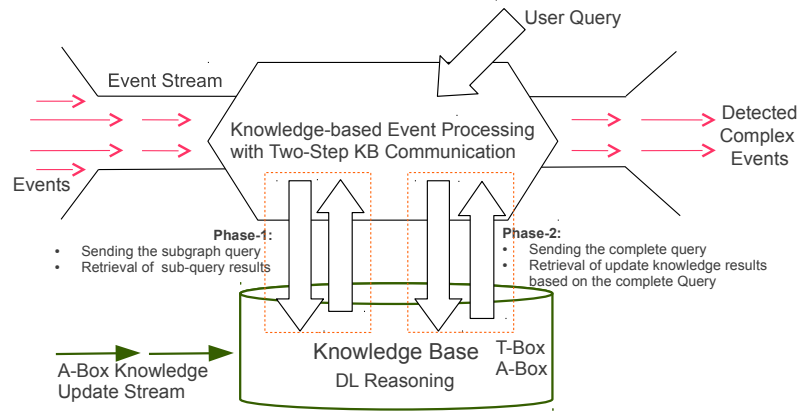 User Query
Event Stream
Knowledge-based Event Processing
with Two-Step KB Communication
Events
Detected
Complex
Events
Phase-1:
• Sending the subgraph query
• Retrieval of sub-query results
Phase-2:
• Sending the complete query
• Retrieval of update knowledge results
based on the complete Query
Knowledge Base
DL Reasoning
T-Box
A-Box
A-Box Knowledge
Update Stream